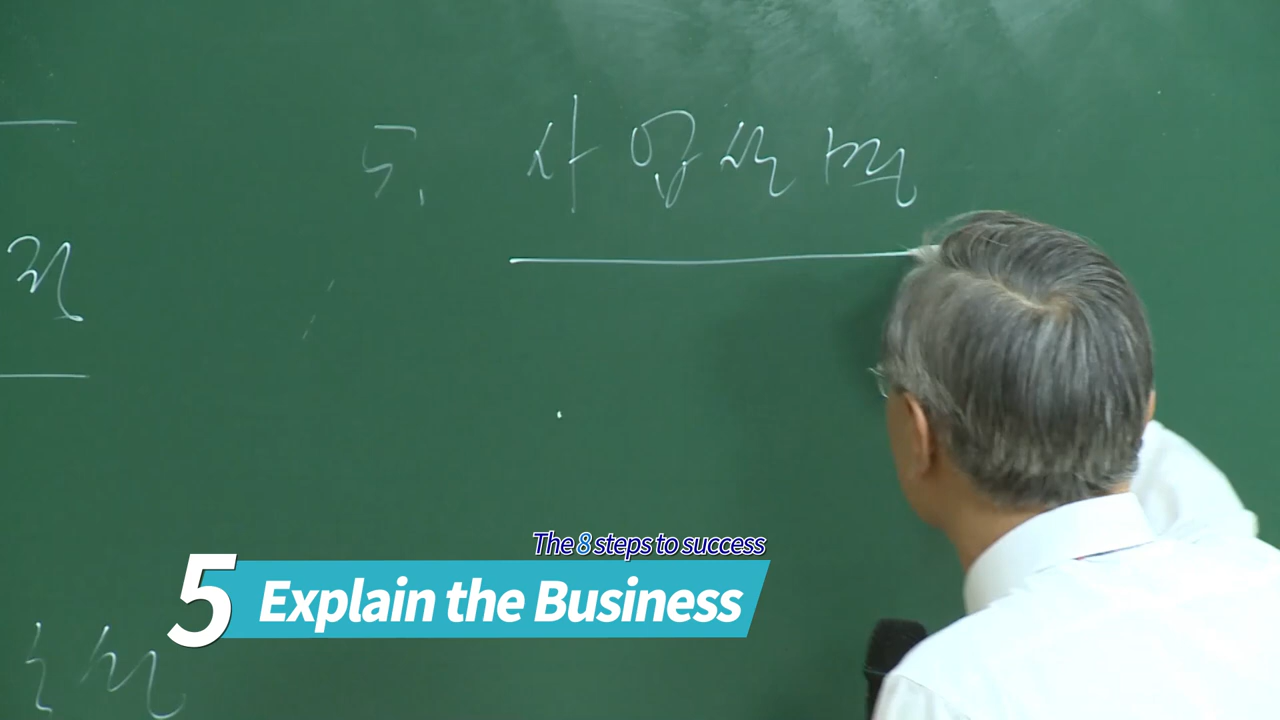 5. 사업설명
The 8 steps to success
5 Explain the Business